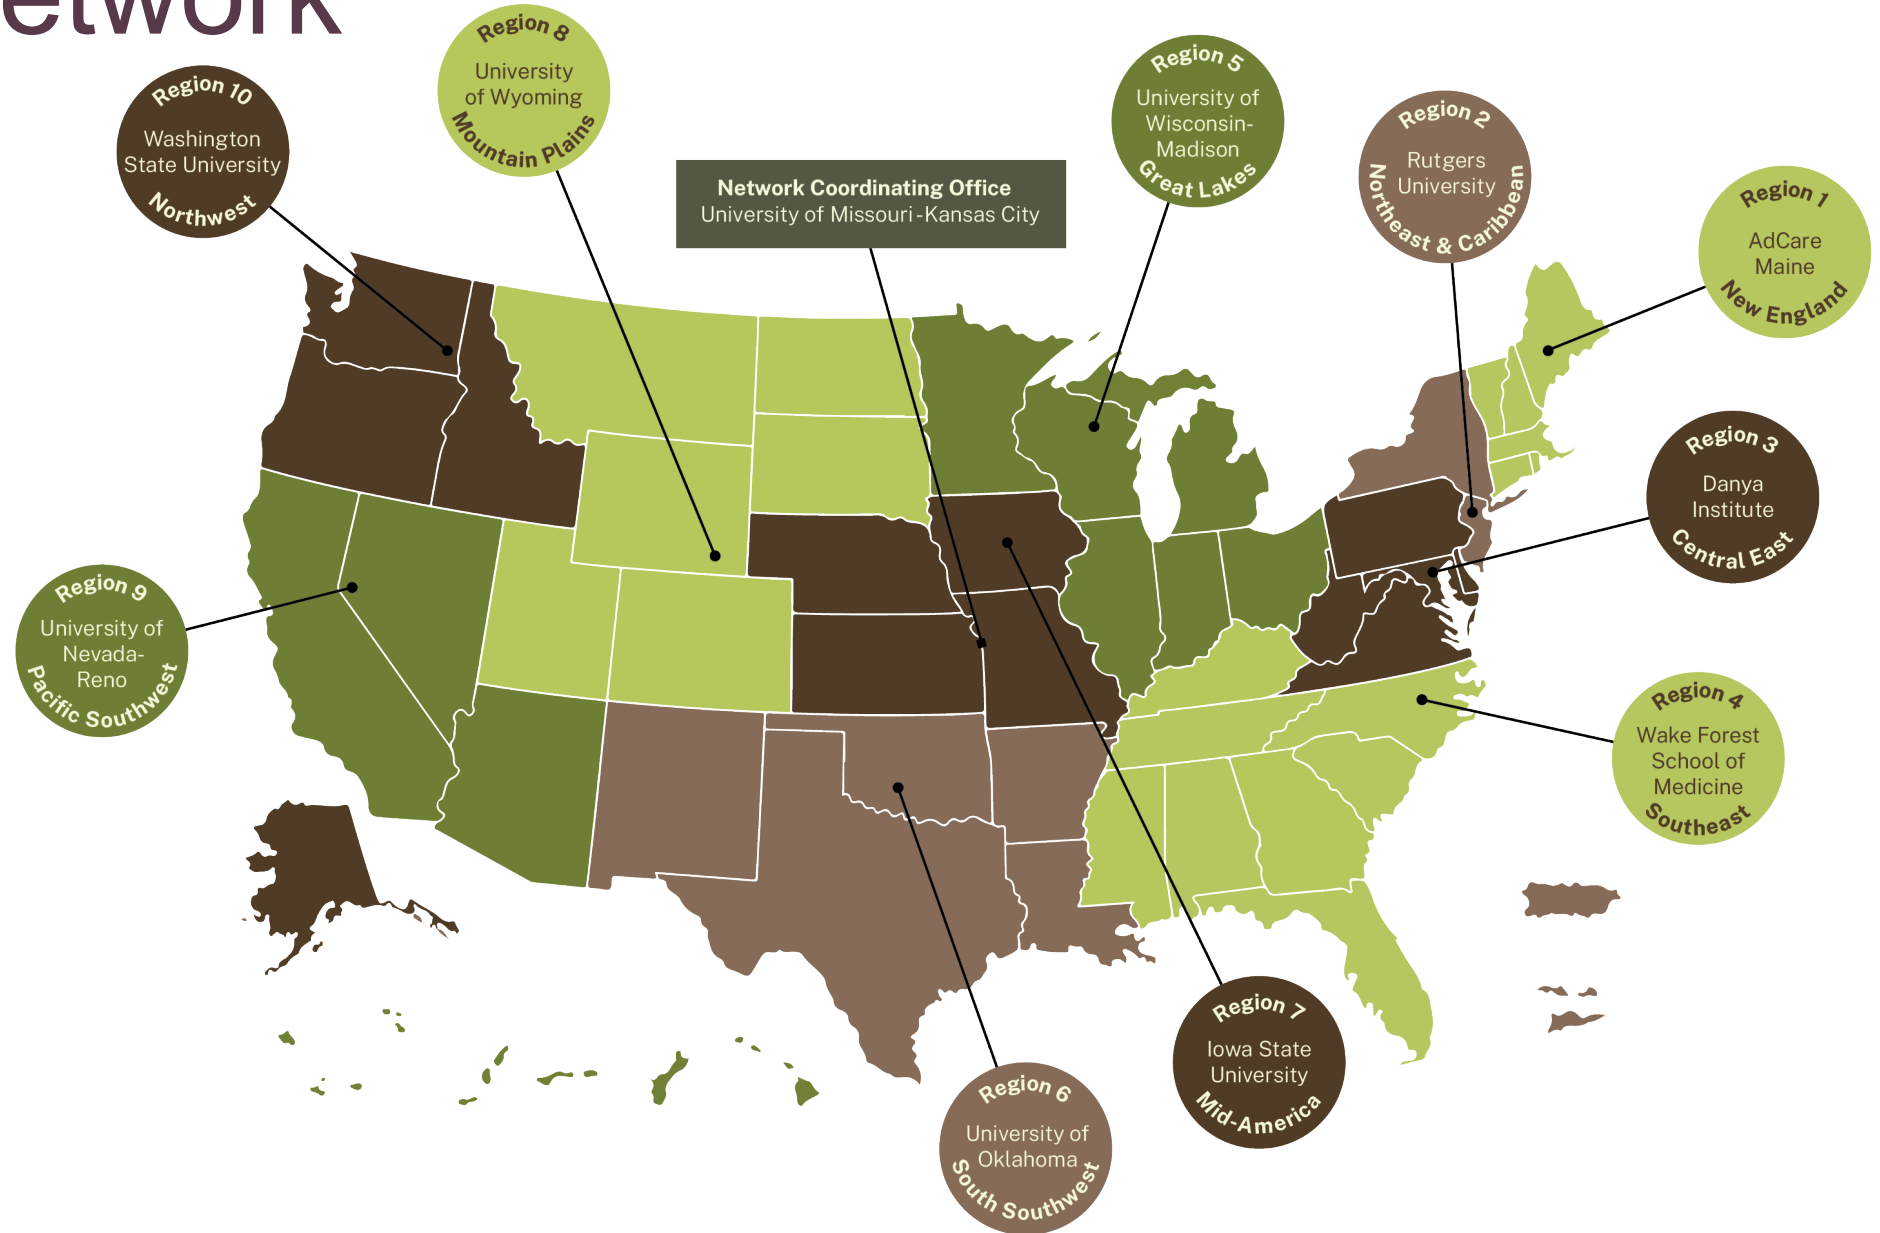 etwork
Region 10
Washington
State University
Northwest
Region 8
University
of Wyoming
Mountain Plains
Network Coordinating Office
University of Missouri-Kansas City
Region 5
University of
Wisconsin-
Madison
Great Lakes
Region 2
Rutgers
University
Northeast & Caribbean
Region 1
AdCare
Maine
New England
Region 3
Danya
Institute
Central East
Region 9
University of
Nevada-
Reno
Pacific Southwest
Region 4
Wake Forest
School of
Medicine
Southeast
Region 7
Iowa State
University
Mid-America
Region 6
University of
Oklahoma
South Southwest